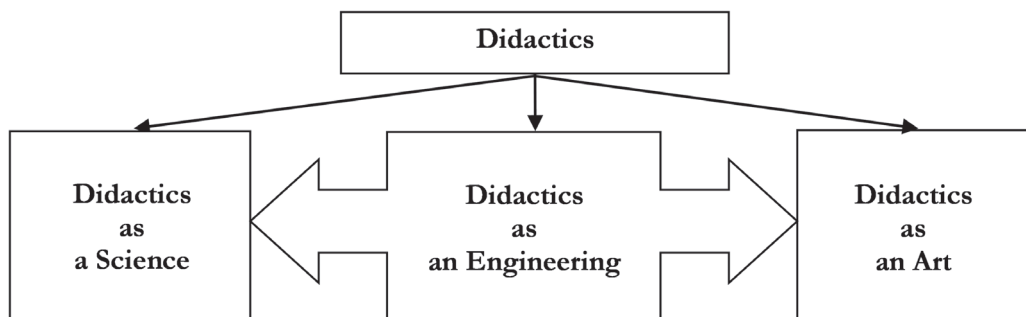 Didactics
Didactics
as
a Science
Didactics
as
an Engineering
Didactics
as
an Art